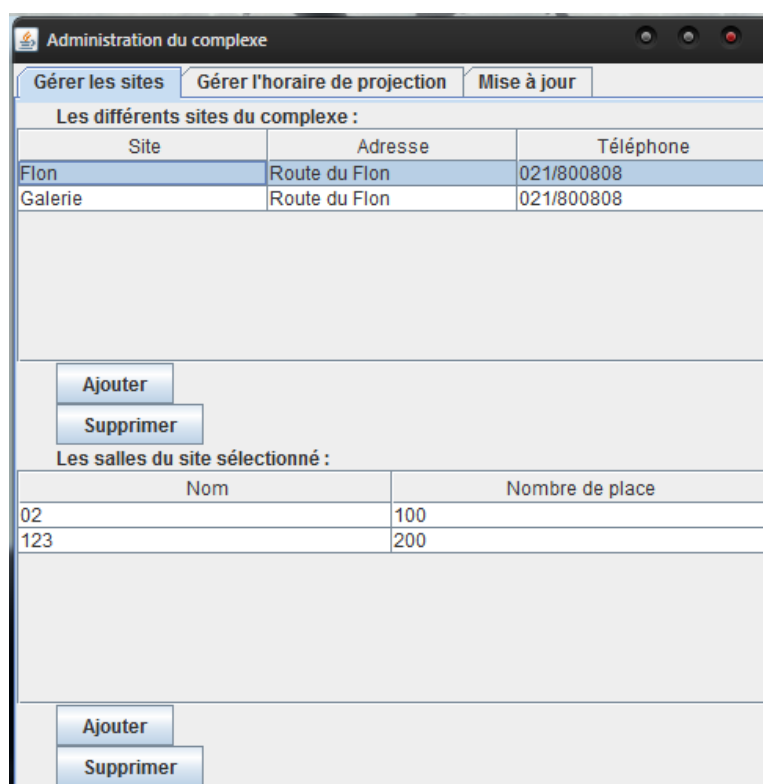 Administration du complexe
Gérer les sites Gérer l'horaire de projection Mise à jour
Les différents sites du complexe :
Site Adresse Téléphone
Flon Route du Flon 021/800808
Galerie Route du Flon 021/800808
Ajouter
Supprimer
Les salles du site sélectionné :
Nom Nombre de place
02 100
123 200
Ajouter
Supprimer